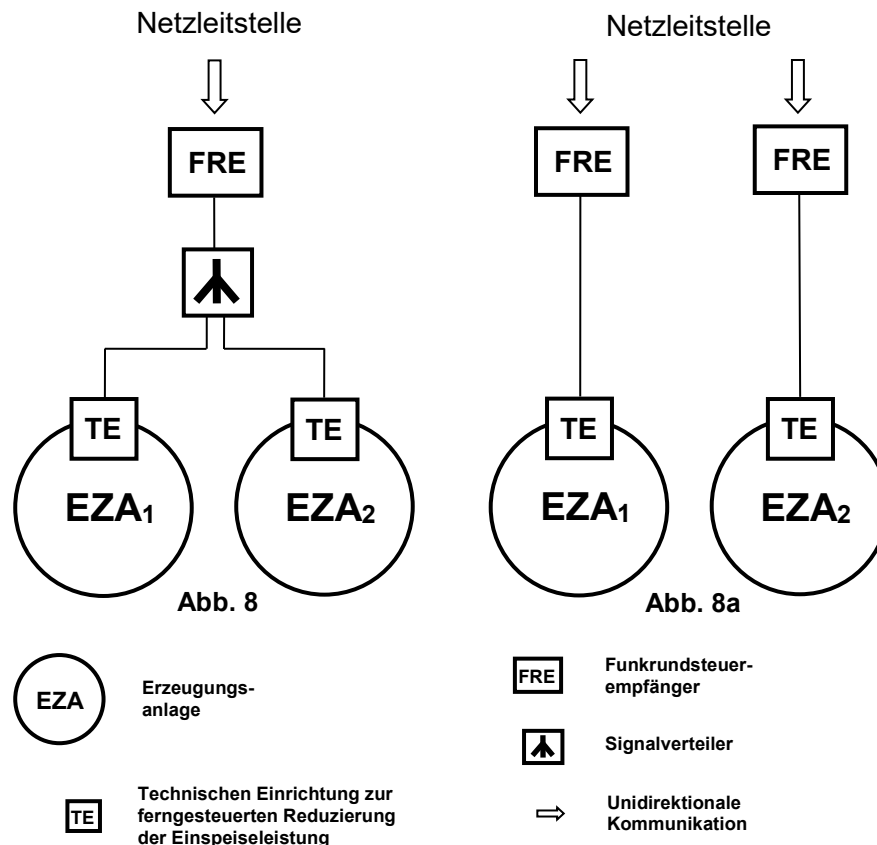 Netzleitstelle
FRE
TE TE
EZA1 EZA2
Abb. 8
Netzleitstelle
FRE FRE
TE TE
EZA1 EZA2
Abb. 8a
EZA
Erzeugungs-
anlage
TE
Technischen Einrichtung zur
ferngesteuerten Reduzierung
der Einspeiseleistung
FRE
Funkrundsteuer-
empfänger
Signalverteiler
Unidirektionale
Kommunikation